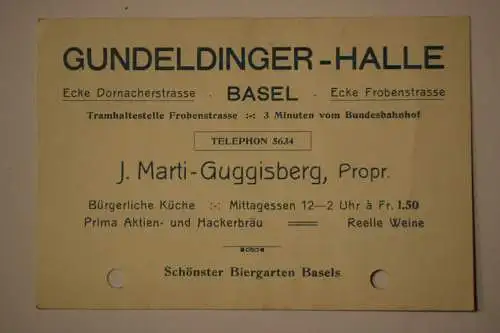 GUNDELDINGER-HALLE
Ecke Dornacherstrasse · BASEL · Ecke Frobenstrasse
Tramhaltestelle Frobenstrasse :-: 3 Minuten vom Bundesbahnhof
TELEPHON 5634
J. Marti-Guggisberg, Propr.
Bürgerliche Küche :-: Mittagessen 12—2 Uhr à Fr. 1.50
Prima Aktien- und Hackerbräu Reelle Weine
Schönster Biergarten Basels